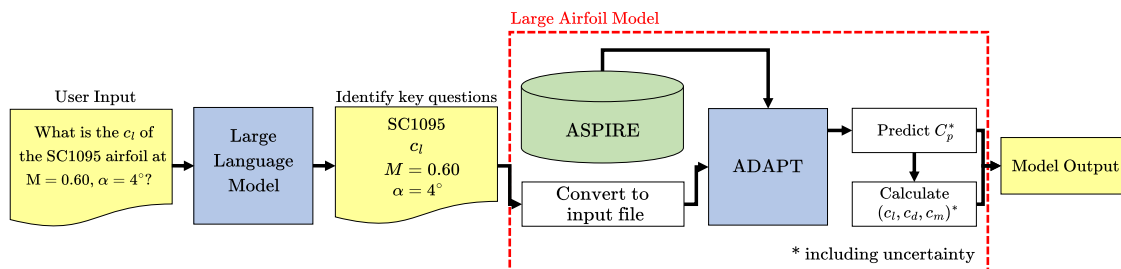 Large Airfoil Model
User Input
What is the $c_l$ of
the SC1095 airfoil at
M = 0.60, α = 4°?
Large
Language
Model
Identify key questions
SC1095
$c_l$
$M$ = 0.60
α = 4°
ASPIRE
Convert to
input file
ADAPT
Predict $C_p^*$
Calculate
$(c_l, c_d, c_m)^*$
* including uncertainty
Model Output